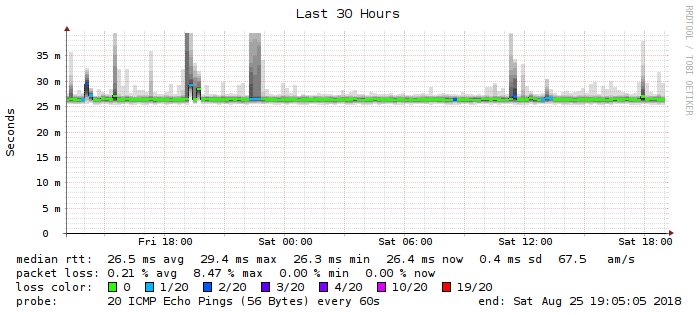 Last 30 Hours
RRDTOOL / TOBI OETIKER
Seconds
35 m
30 m
25 m
20 m
15 m
10 m
5 m
0
Fri 18:00 Sat 00:00 Sat 06:00 Sat 12:00 Sat 18:00
median rtt: 26.5 ms avg 29.4 ms max 26.3 ms min 26.4 ms now 0.4 ms sd 67.5 am/s
packet loss: 0.21 % avg 8.47 % max 0.00 % min 0.00 % now
loss color: 0 1/20 2/20 3/20 4/20 10/20 19/20
probe: 20 ICMP Echo Pings (56 Bytes) every 60s end: Sat Aug 25 19:05:05 2018